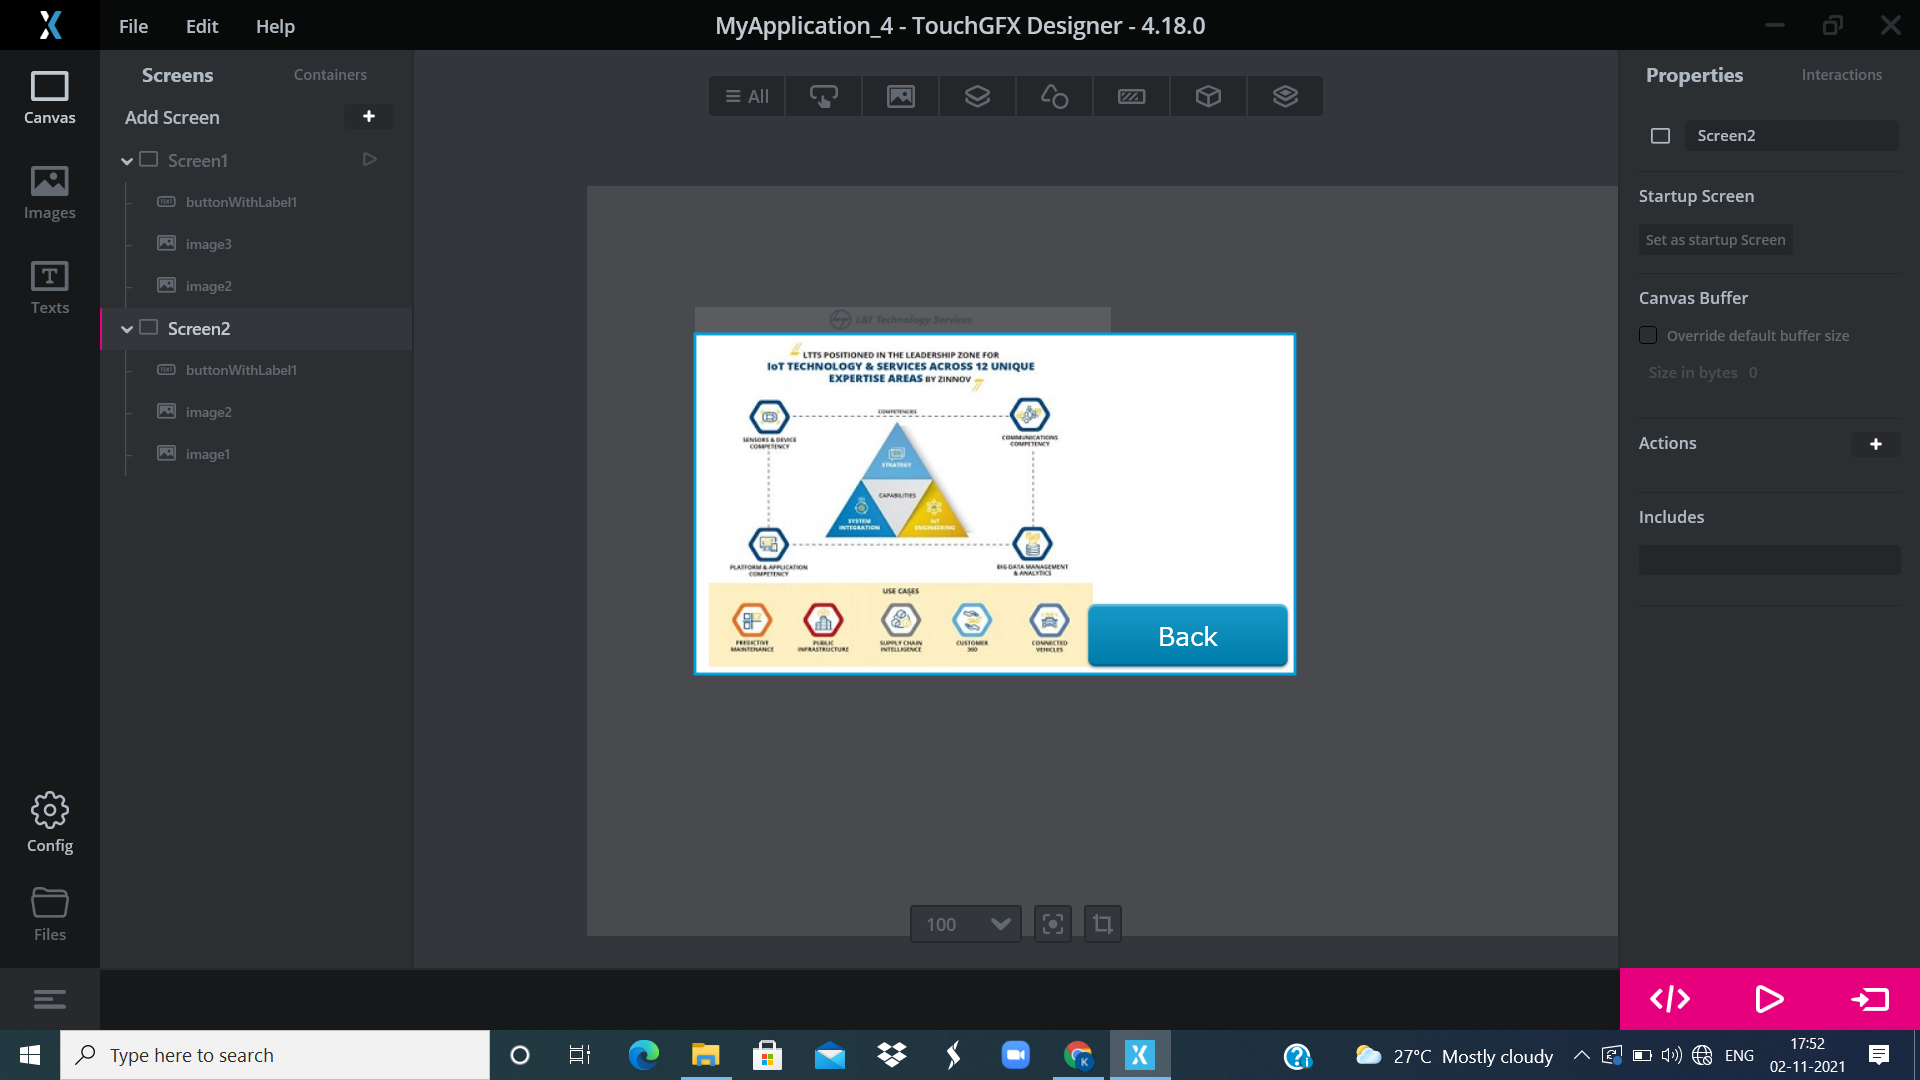 File Edit Help
MyApplication_4 - TouchGFX Designer - 4.18.0
Canvas
Images
Texts
Config
Files
Screens Containers
Add Screen
Screen1
buttonWithLabel1
image3
image2
Screen2
buttonWithLabel1
image2
image1
All
L&T Technology Services
LTTS POSITIONED IN THE LEADERSHIP ZONE FOR
IoT TECHNOLOGY & SERVICES ACROSS 12 UNIQUE
EXPERTISE AREAS BY ZINNOV
COMPETENCIES
SENSORS & DEVICE
COMPETENCY
COMMUNICATIONS
COMPETENCY
STRATEGY
CAPABILITIES
SYSTEM
INTEGRATION
IoT
ENGINEERING
PLATFORM & APPLICATION
COMPETENCY
BIG DATA MANAGEMENT
& ANALYTICS
USE CASES
PREDICTIVE
MAINTENANCE
PUBLIC
INFRASTRUCTURE
SUPPLY CHAIN
INTELLIGENCE
CUSTOMER
360
CONNECTED
VEHICLES
Back
100
Properties Interactions
Screen2
Startup Screen
Set as startup Screen
Canvas Buffer
Override default buffer size
Size in bytes 0
Actions
Includes
Type here to search
27°C Mostly cloudy
ENG
17:52
02-11-2021